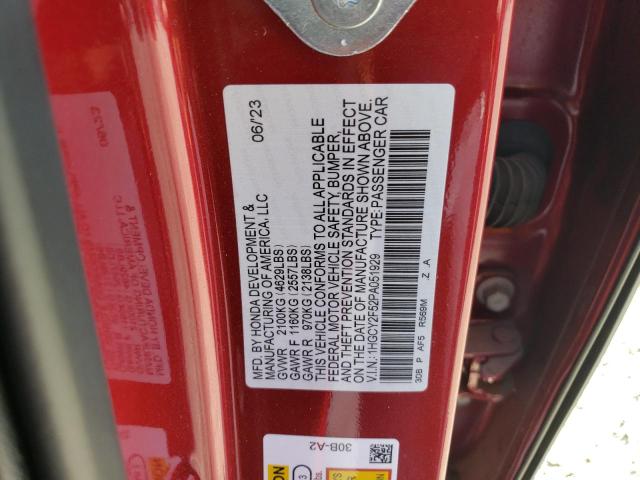 MFD. BY HONDA DEVELOPMENT &
MANUFACTURING OF AMERICA, LLC
06/'23
GVWR 2100KG (4629LBS)
GAWR F 1160KG (2557LBS)
GAWR R 970KG (2138LBS)
THIS VEHICLE CONFORMS TO ALL APPLICABLE
FEDERAL MOTOR VEHICLE SAFETY, BUMPER,
AND THEFT PREVENTION STANDARDS IN EFFECT
ON THE DATE OF MANUFACTURE SHOWN ABOVE.
V.I.N.: 1HGCY2F52PA051929 TYPE:PASSENGER CAR
30B P AF5 R569M .Z .A
30B-A2